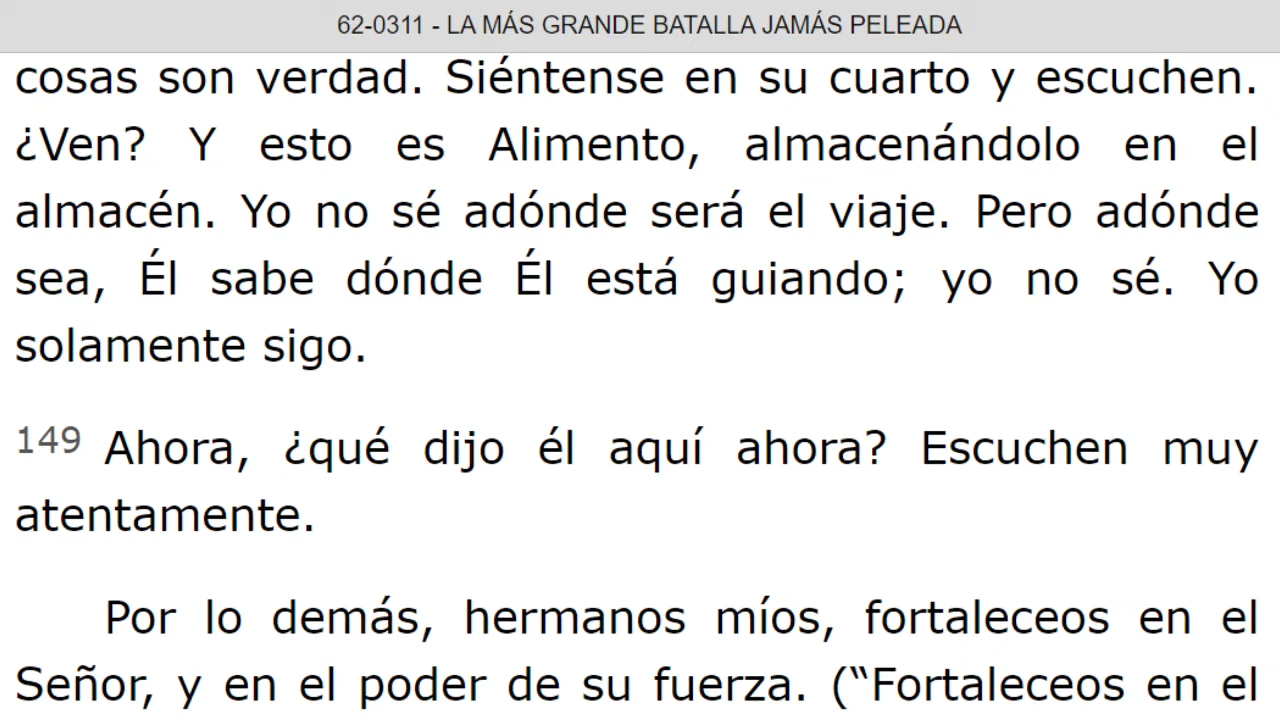 62-0311 - LA MÁS GRANDE BATALLA JAMÁS PELEADA
cosas son verdad. Siéntense en su cuarto y escuchen.
¿Ven? Y esto es Alimento, almacenándolo en el
almacén. Yo no sé adónde será el viaje. Pero adónde
sea, Él sabe dónde Él está guiando; yo no sé. Yo
solamente sigo.
149 Ahora, ¿qué dijo él aquí ahora? Escuchen muy
atentamente.
Por lo demás, hermanos míos, fortaleceos en el
Señor, y en el poder de su fuerza. (“Fortaleceos en el